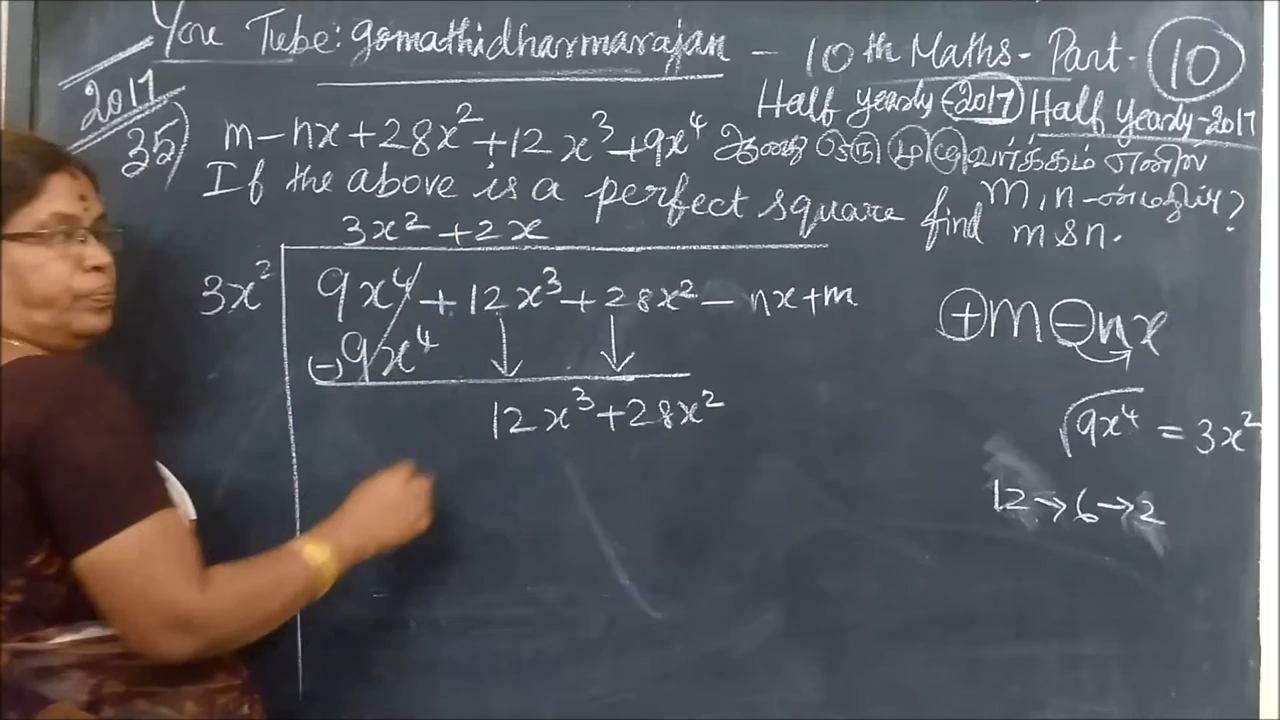 You Tube: gomathidharmarajan - 10th Maths- Part- 10
2017
Half yearly -2017 Half Yearly-2017
35) m-nx+28x²+12x³+9x⁴ ஆனது ஒரு முழு வர்க்கம் எனில்
m,n-ன் மதிப்பு?
If the above is a perfect square find m & n.
3x²+2x
3x² 9x⁴+12x³+28x²-nx+m
(-)9x⁴
12x³+28x²
+m-nx
√9x⁴ = 3x²
12→6→2